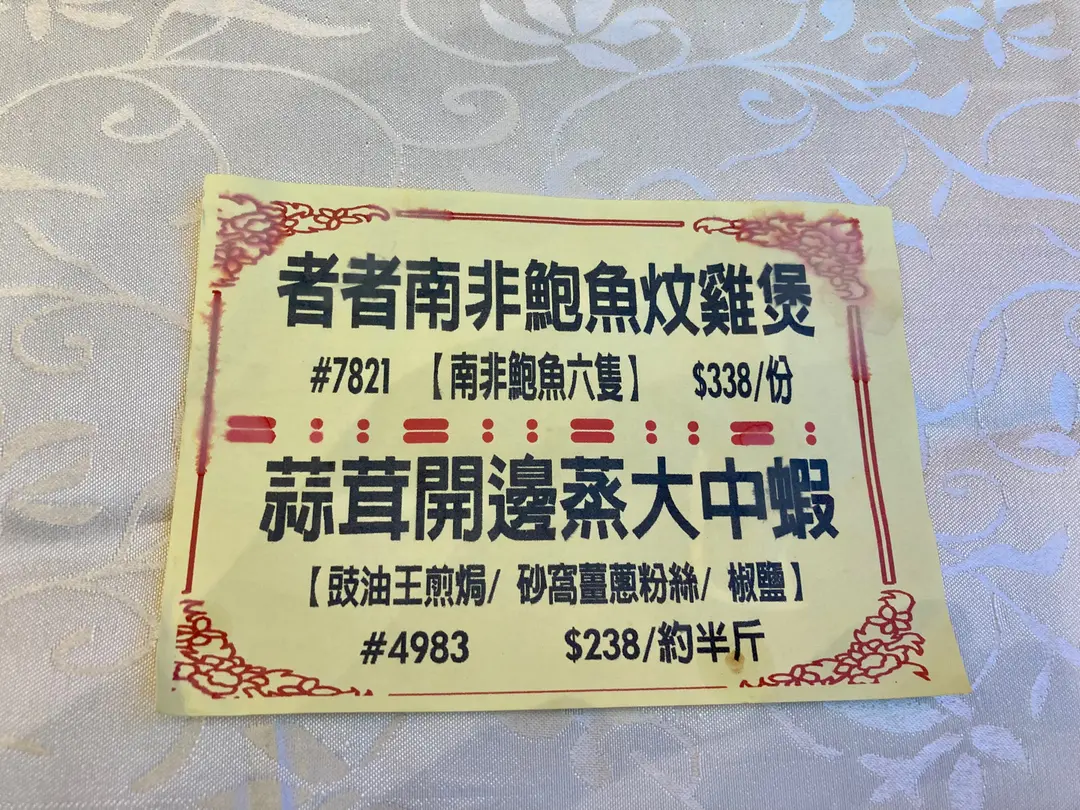 者者南非鮑魚炆雞煲
#7821 【南非鮑魚六隻】 $338/份
蒜茸開邊蒸大中蝦
【豉油王煎焗/ 砂窩薑蔥粉絲/ 椒鹽】
#4983 $238/約半斤